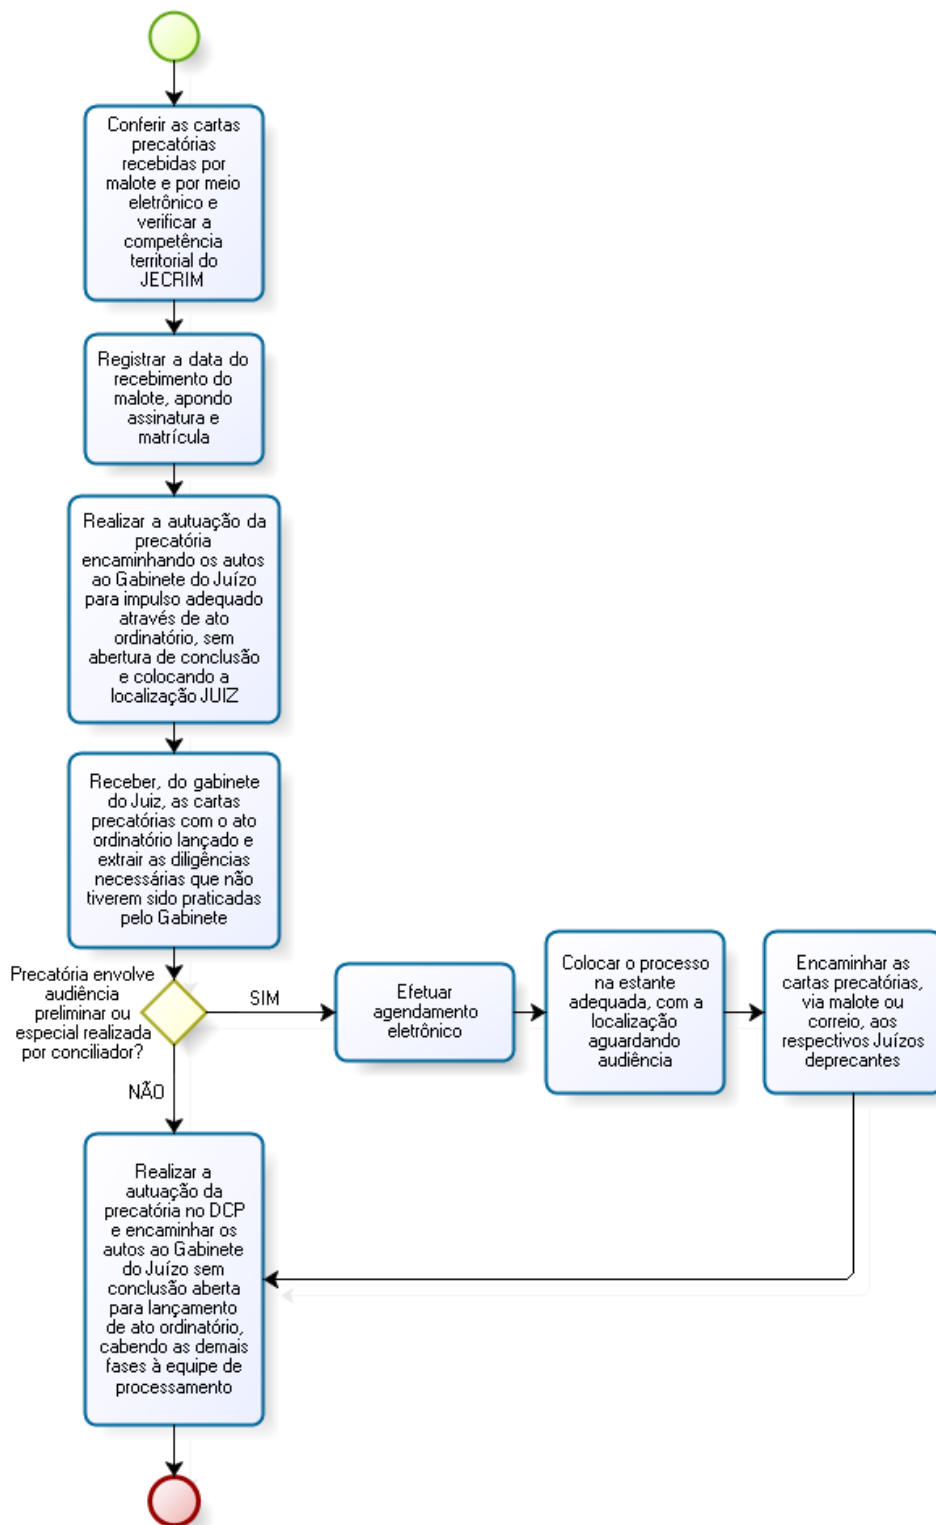 Conferir as cartas
precatórias
recebidas por
malote e por meio
eletrônico e
verificar a
competência
territorial do
JECRIM
Registrar a data do
recebimento do
malote, apondo
assinatura e
matrícula
Realizar a autuação da
precatória
encaminhando os autos
ao Gabinete do Juízo
para impulso adequado
através de ato
ordinatório, sem
abertura de conclusão
e colocando a
localização JUIZ
Receber, do gabinete
do Juiz, as cartas
precatórias com o ato
ordinatório lançado e
extrair as diligências
necessárias que não
tiverem sido praticadas
pelo Gabinete
Precatória envolve
audiência
preliminar ou
especial realizada
por conciliador?
SIM
Efetuar
agendamento
eletrônico
Colocar o processo
na estante
adequada, com a
localização
aguardando
audiência
Encaminhar as
cartas precatórias,
via malote ou
correio, aos
respectivos Juízos
deprecantes
NÃO
Realizar a
autuação da
precatória no DCP
e encaminhar os
autos ao Gabinete
do Juízo sem
conclusão aberta
para lançamento
de ato ordinatório,
cabendo as demais
fases à equipe de
processamento